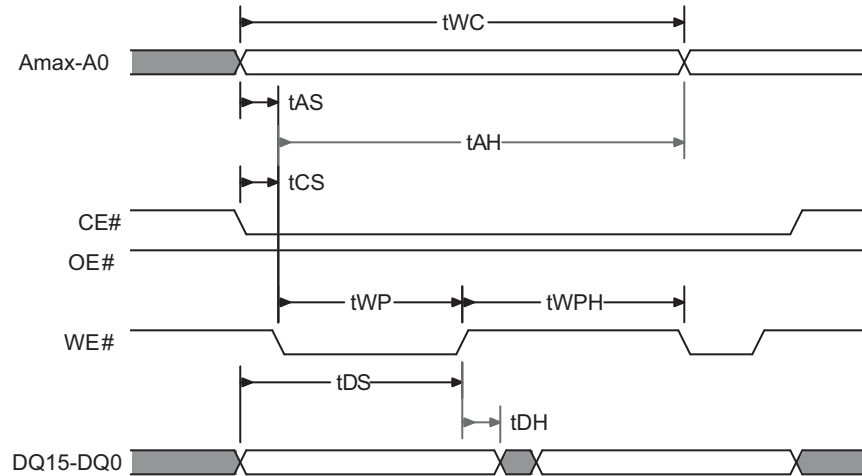 tWC
Amax-A0
tAS
tAH
tCS
CE#
OE#
tWP tWPH
WE#
tDS
tDH
DQ15-DQ0